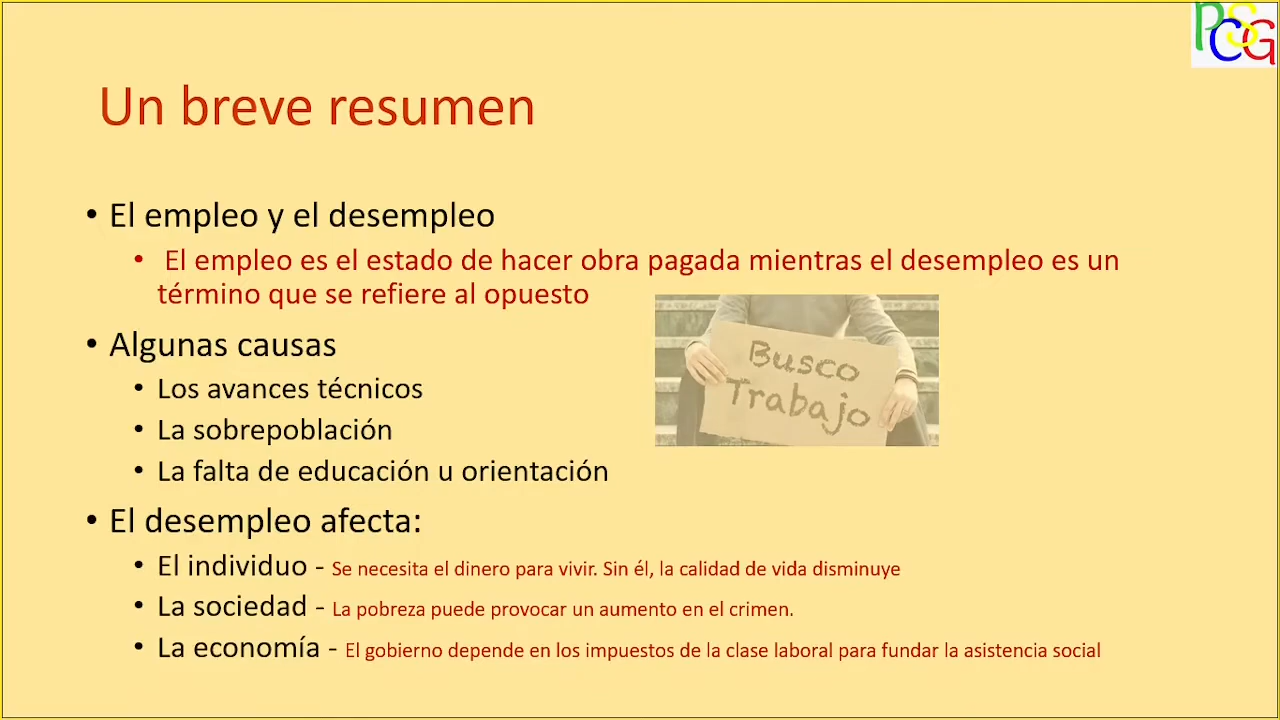 PCSG
Un breve resumen
• El empleo y el desempleo
• El empleo es el estado de hacer obra pagada mientras el desempleo es un
término que se refiere al opuesto
Busco
Trabajo
• Algunas causas
• Los avances técnicos
• La sobrepoblación
• La falta de educación u orientación
• El desempleo afecta:
• El individuo - Se necesita el dinero para vivir. Sin él, la calidad de vida disminuye
• La sociedad - La pobreza puede provocar un aumento en el crimen.
• La economía - El gobierno depende en los impuestos de la clase laboral para fundar la asistencia social